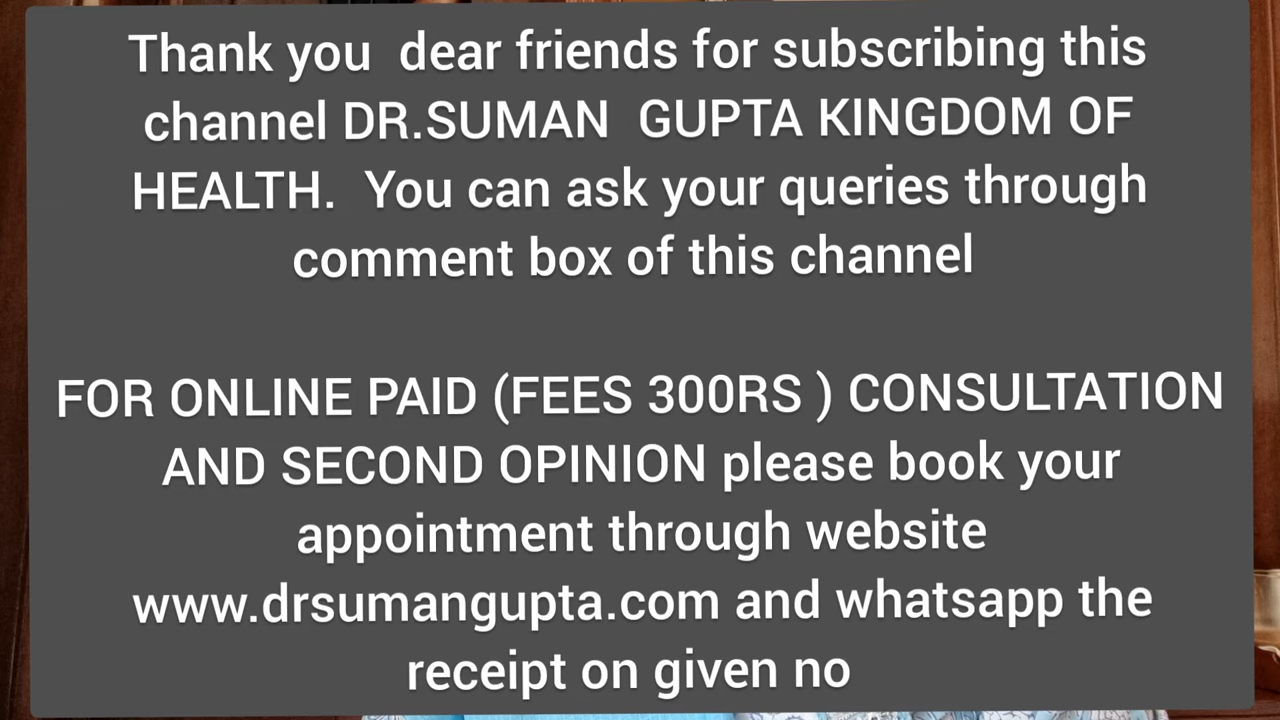 Thank you  dear friends for subscribing this
channel DR.SUMAN  GUPTA KINGDOM OF
HEALTH.  You can ask your queries through
comment box of this channel
FOR ONLINE PAID (FEES 300RS ) CONSULTATION
AND SECOND OPINION please book your
appointment through website
www.drsumangupta.com and whatsapp the
receipt on given no